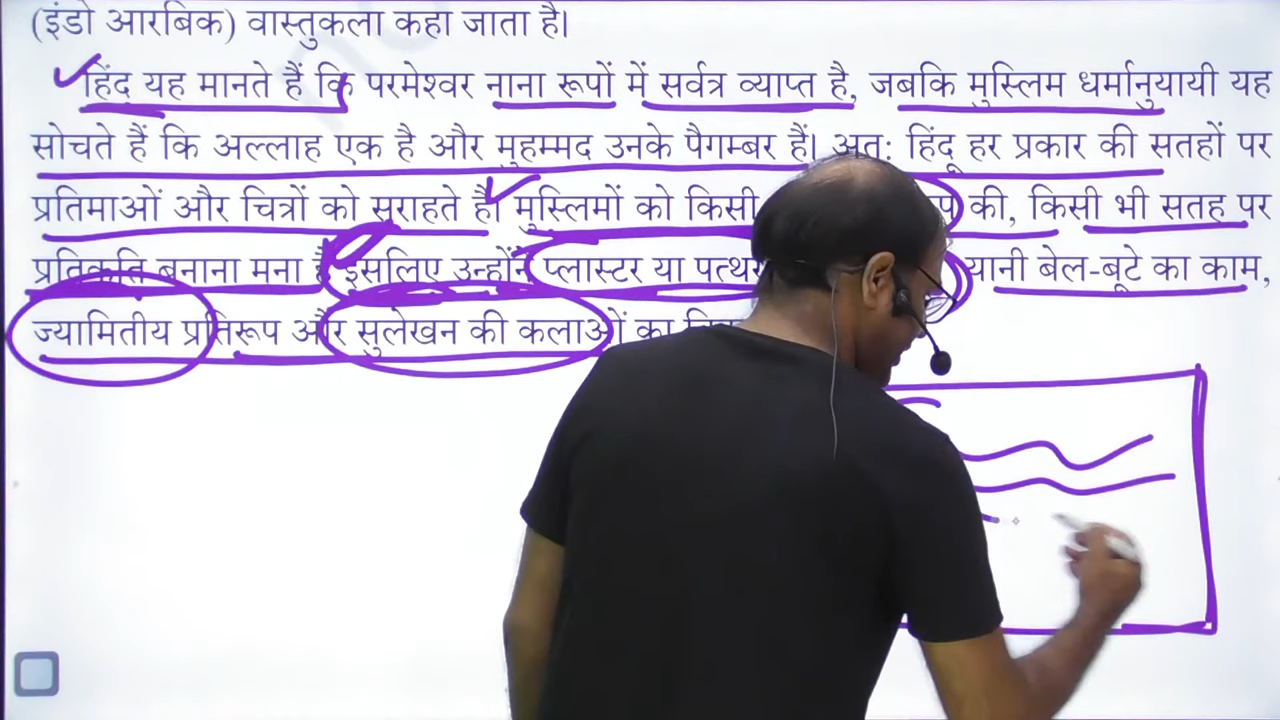 (इंडो आरबिक) वास्तुकला कहा जाता है।
हिंदू यह मानते हैं कि परमेश्वर नाना रूपों में सर्वत्र व्याप्त है, जबकि मुस्लिम धर्मानुयायी यह
सोचते हैं कि अल्लाह एक है और मुहम्मद उनके पैगम्बर हैं। अत: हिंदू हर प्रकार की सतहों पर
प्रतिमाओं और चित्रों को सराहते हैं। मुस्लिमों को किसी की, किसी भी सतह पर
प्रतिकृति बनाना मना है इसलिए उन्होंने प्लास्टर या पत्थर यानी बेल-बूटे का काम,
ज्यामितीय प्रतिरूप और सुलेखन की कलाओं का